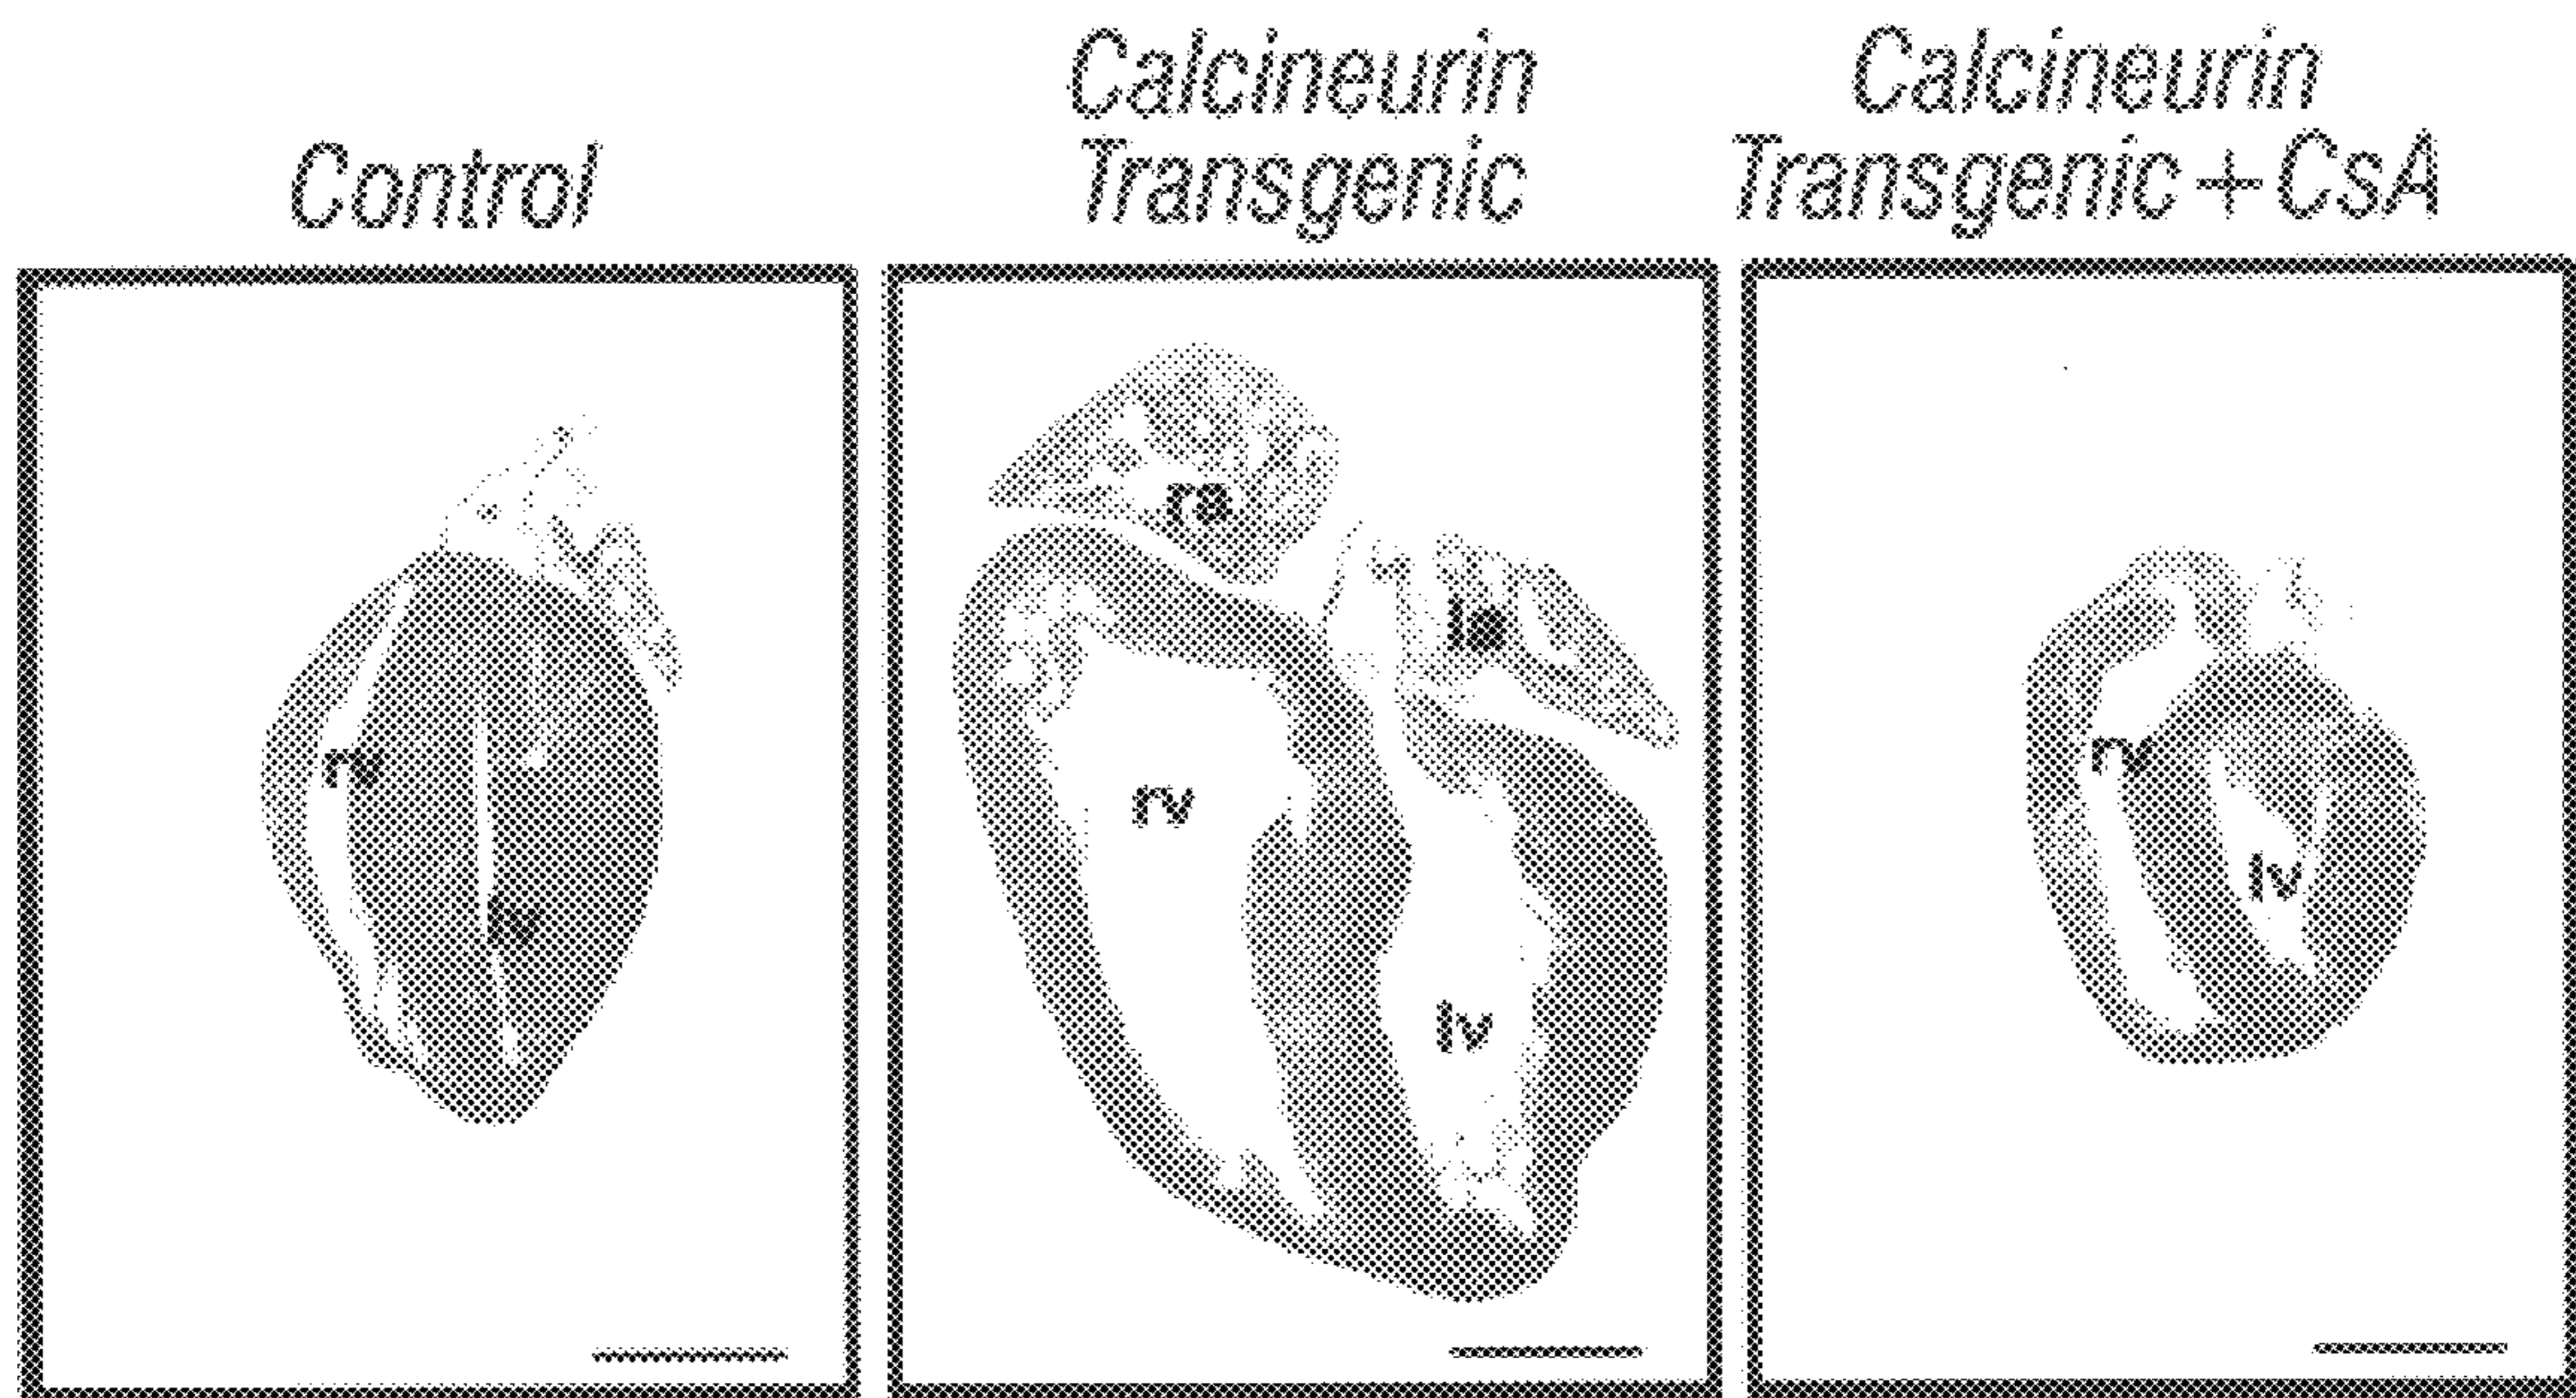 Control
Calcineurin
Transgenic
Calcineurin
Transgenic + CsA
rv
lv
ra
la
rv
lv
rv
lv